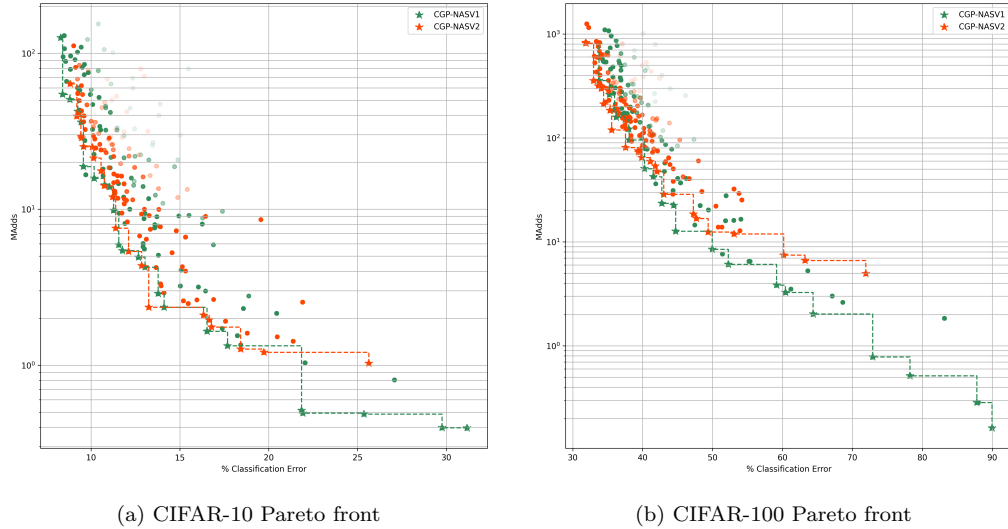 CGP-NASV1
CGP-NASV2
10²
10¹
10⁰
MAdds
10
15
20
25
30
% Classification Error
(a) CIFAR-10 Pareto front
CGP-NASV1
CGP-NASV2
10³
10²
10¹
10⁰
MAdds
30
40
50
60
70
80
90
% Classification Error
(b) CIFAR-100 Pareto front